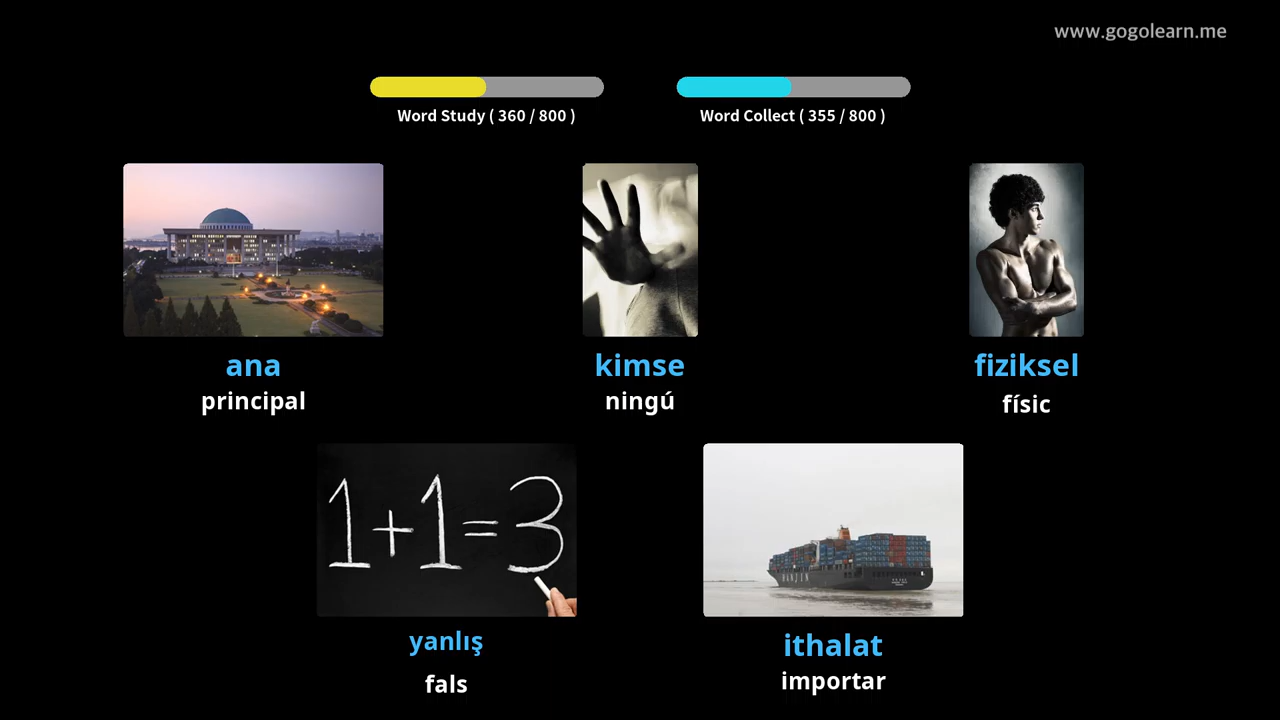 www.gogolearn.me
Word Study ( 360 / 800 )
Word Collect ( 355 / 800 )
ana
principal
kimse
ningú
fiziksel
físic
1+1=3
HANJIN
yanlış
fals
ithalat
importar